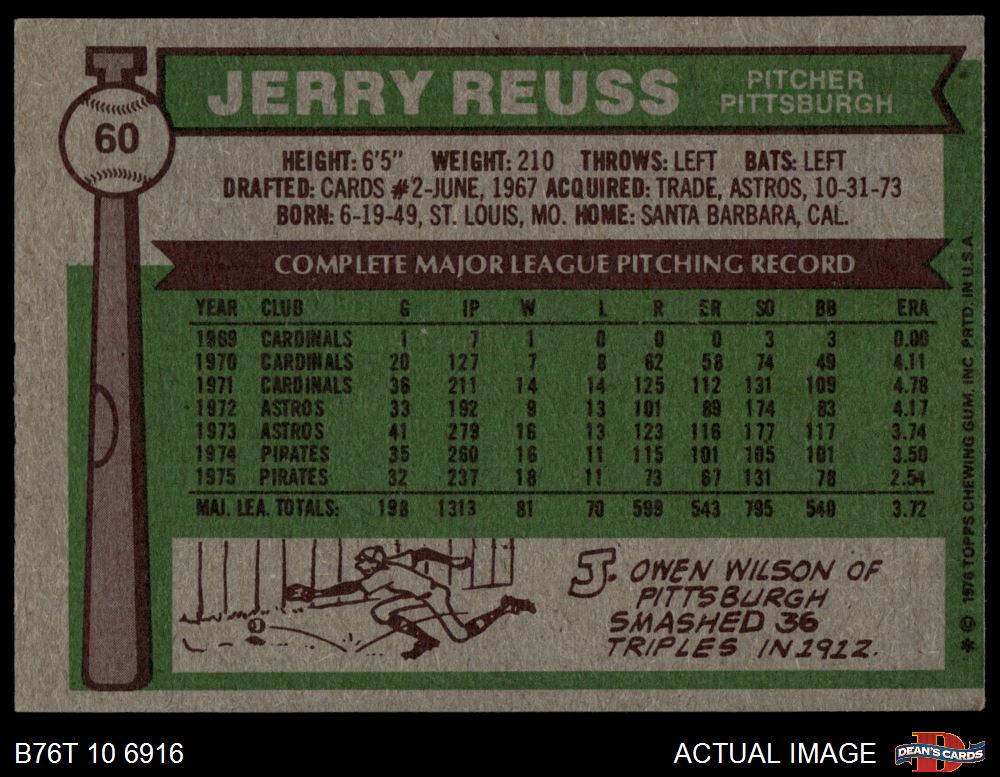 60
JERRY REUSS
PITCHER
PITTSBURGH
HEIGHT: 6'5" WEIGHT: 210 THROWS: LEFT BATS: LEFT
DRAFTED: CARDS #2-JUNE, 1967 ACQUIRED: TRADE, ASTROS, 10-31-73
BORN: 6-19-49, ST. LOUIS, MO. HOME: SANTA BARBARA, CAL.
COMPLETE MAJOR LEAGUE PITCHING RECORD
YEAR CLUB G IP W L R ER SO BB ERA
1969 CARDINALS 1 7 1 0 0 0 3 3 0.00
1970 CARDINALS 20 127 7 8 62 58 74 49 4.11
1971 CARDINALS 36 211 14 14 125 112 131 109 4.78
1972 ASTROS 33 192 9 13 101 89 174 83 4.17
1973 ASTROS 41 279 16 13 123 116 177 117 3.74
1974 PIRATES 35 260 16 11 115 101 105 101 3.50
1975 PIRATES 32 237 18 11 73 67 131 78 2.54
MAJ. LEA. TOTALS: 198 1313 81 70 599 543 795 540 3.72
J. OWEN WILSON OF
PITTSBURGH
SMASHED 36
TRIPLES IN 1912.
* © 1976 TOPPS CHEWING GUM, INC. PRTD. IN U.S.A.
B76T 10 6916
ACTUAL IMAGE
DEAN'S CARDS